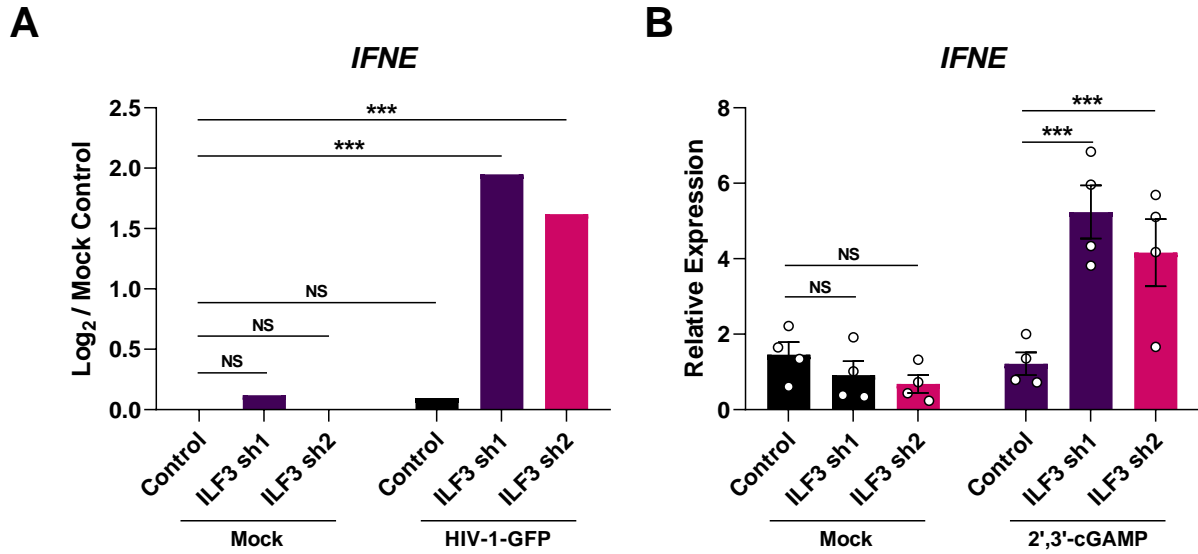 A
IFNE
Log2 / Mock Control
2.5
2.0
1.5
1.0
0.5
0.0
***
***
NS
NS
NS
Control
ILF3 sh1
ILF3 sh2
Control
ILF3 sh1
ILF3 sh2
Mock
HIV-1-GFP
B
IFNE
Relative Expression
8
6
4
2
0
***
***
NS
NS
Control
ILF3 sh1
ILF3 sh2
Control
ILF3 sh1
ILF3 sh2
Mock
2',3'-cGAMP